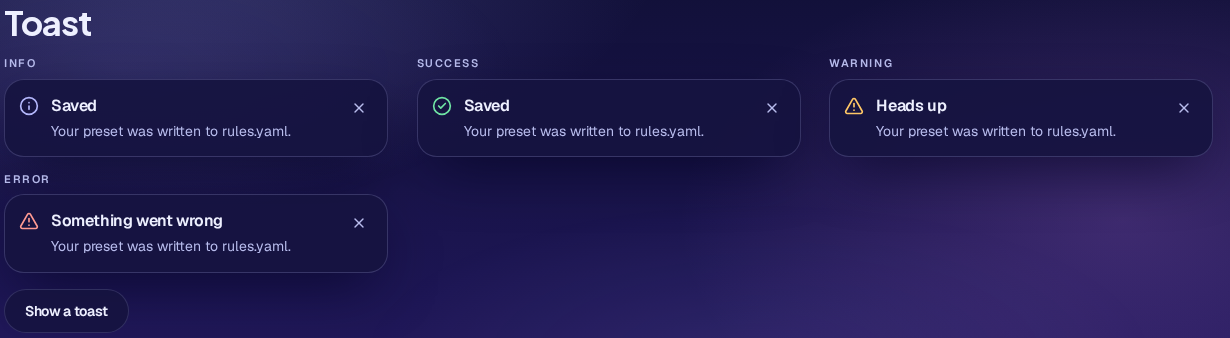 Toast
INFO
Saved
Your preset was written to rules.yaml.
SUCCESS
Saved
Your preset was written to rules.yaml.
WARNING
Heads up
Your preset was written to rules.yaml.
ERROR
Something went wrong
Your preset was written to rules.yaml.
Show a toast